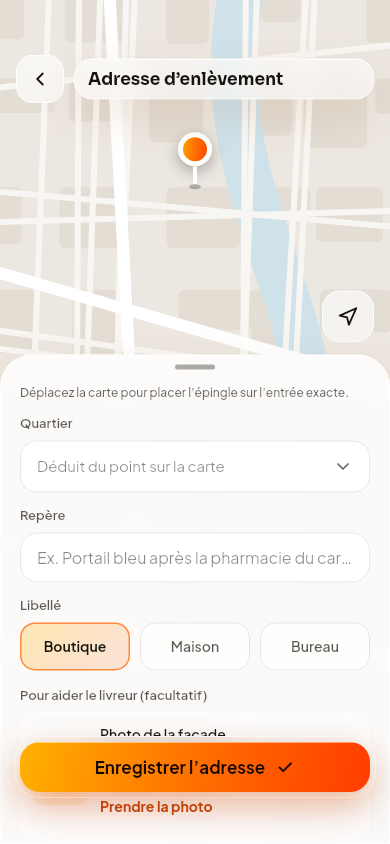 Adresse d’enlèvement
Déplacez la carte pour placer l’épingle sur l’entrée exacte.
Quartier
Déduit du point sur la carte
Repère
Ex. Portail bleu après la pharmacie du car…
Libellé
Boutique
Maison
Bureau
Pour aider le livreur (facultatif)
Photo de la façade
Enregistrer l’adresse
Prendre la photo